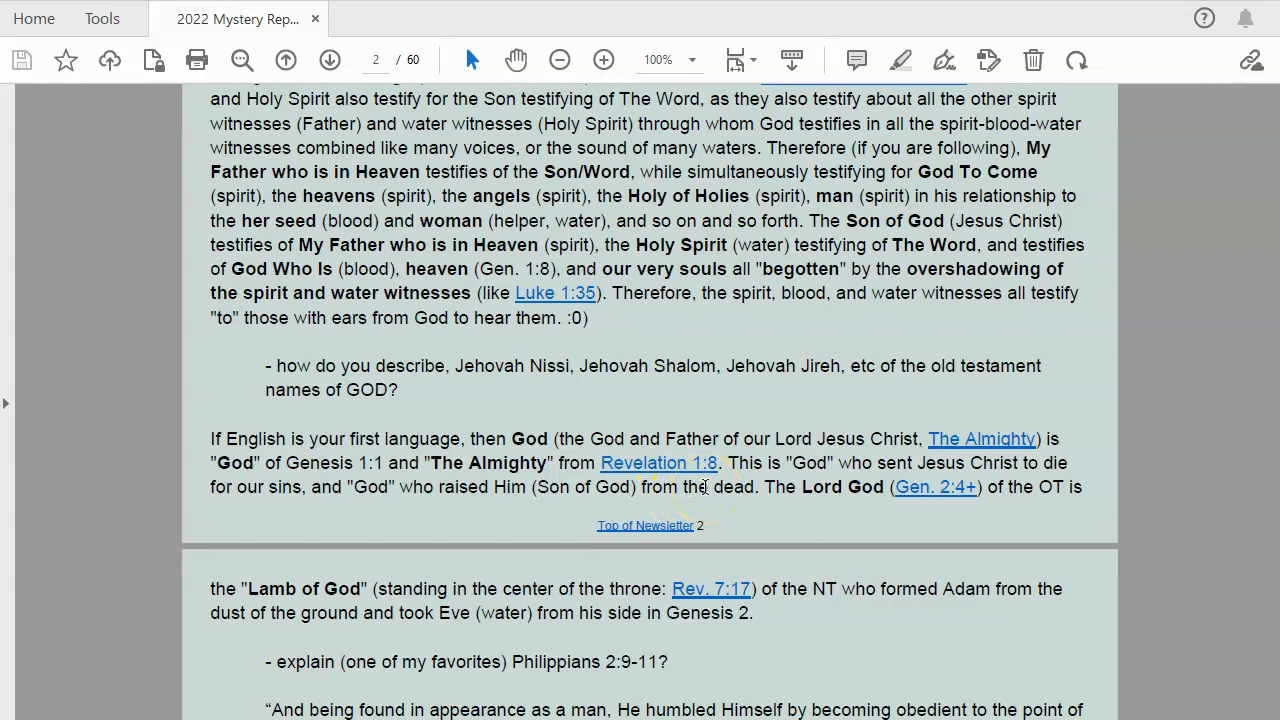 Home Tools 2022 Mystery Rep... ×
2 / 60 100%
and Holy Spirit also testify for the Son testifying of The Word, as they also testify about all the other spirit
witnesses (Father) and water witnesses (Holy Spirit) through whom God testifies in all the spirit-blood-water
witnesses combined like many voices, or the sound of many waters. Therefore (if you are following), My
Father who is in Heaven testifies of the Son/Word, while simultaneously testifying for God To Come
(spirit), the heavens (spirit), the angels (spirit), the Holy of Holies (spirit), man (spirit) in his relationship to
the her seed (blood) and woman (helper, water), and so on and so forth. The Son of God (Jesus Christ)
testifies of My Father who is in Heaven (spirit), the Holy Spirit (water) testifying of The Word, and testifies
of God Who Is (blood), heaven (Gen. 1:8), and our very souls all "begotten" by the overshadowing of
the spirit and water witnesses (like Luke 1:35). Therefore, the spirit, blood, and water witnesses all testify
"to" those with ears from God to hear them. :0)
- how do you describe, Jehovah Nissi, Jehovah Shalom, Jehovah Jireh, etc of the old testament
names of GOD?
If English is your first language, then God (the God and Father of our Lord Jesus Christ, The Almighty) is
"God" of Genesis 1:1 and "The Almighty" from Revelation 1:8. This is "God" who sent Jesus Christ to die
for our sins, and "God" who raised Him (Son of God) from the dead. The Lord God (Gen. 2:4+) of the OT is
Top of Newsletter 2
the "Lamb of God" (standing in the center of the throne: Rev. 7:17) of the NT who formed Adam from the
dust of the ground and took Eve (water) from his side in Genesis 2.
- explain (one of my favorites) Philippians 2:9-11?
“And being found in appearance as a man, He humbled Himself by becoming obedient to the point of